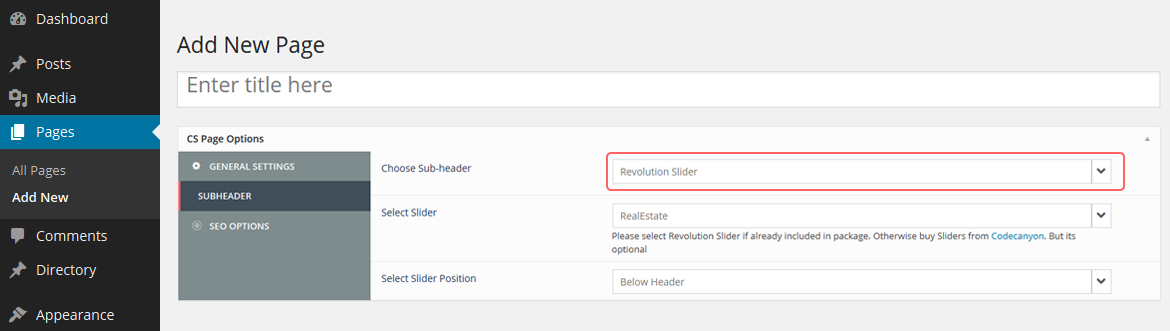 Dashboard
Posts
Media
Pages
All Pages
Add New
Comments
Directory
Appearance
Add New Page
Enter title here
CS Page Options
GENERAL SETTINGS
SUBHEADER
SEO OPTIONS
Choose Sub-header
Revolution Slider
Select Slider
RealEstate
Please select Revolution Slider if already included in package. Otherwise buy Sliders from Codecanyon. But its
optional
Select Slider Position
Below Header